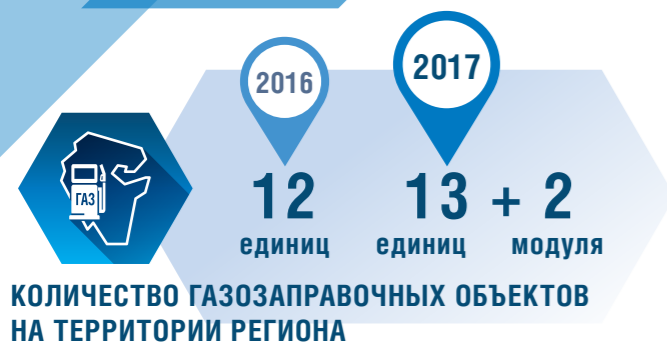 2016
2017
ГАЗ
12
13 + 2
единиц
единиц
модуля
КОЛИЧЕСТВО ГАЗОЗАПРАВОЧНЫХ ОБЪЕКТОВ
НА ТЕРРИТОРИИ РЕГИОНА